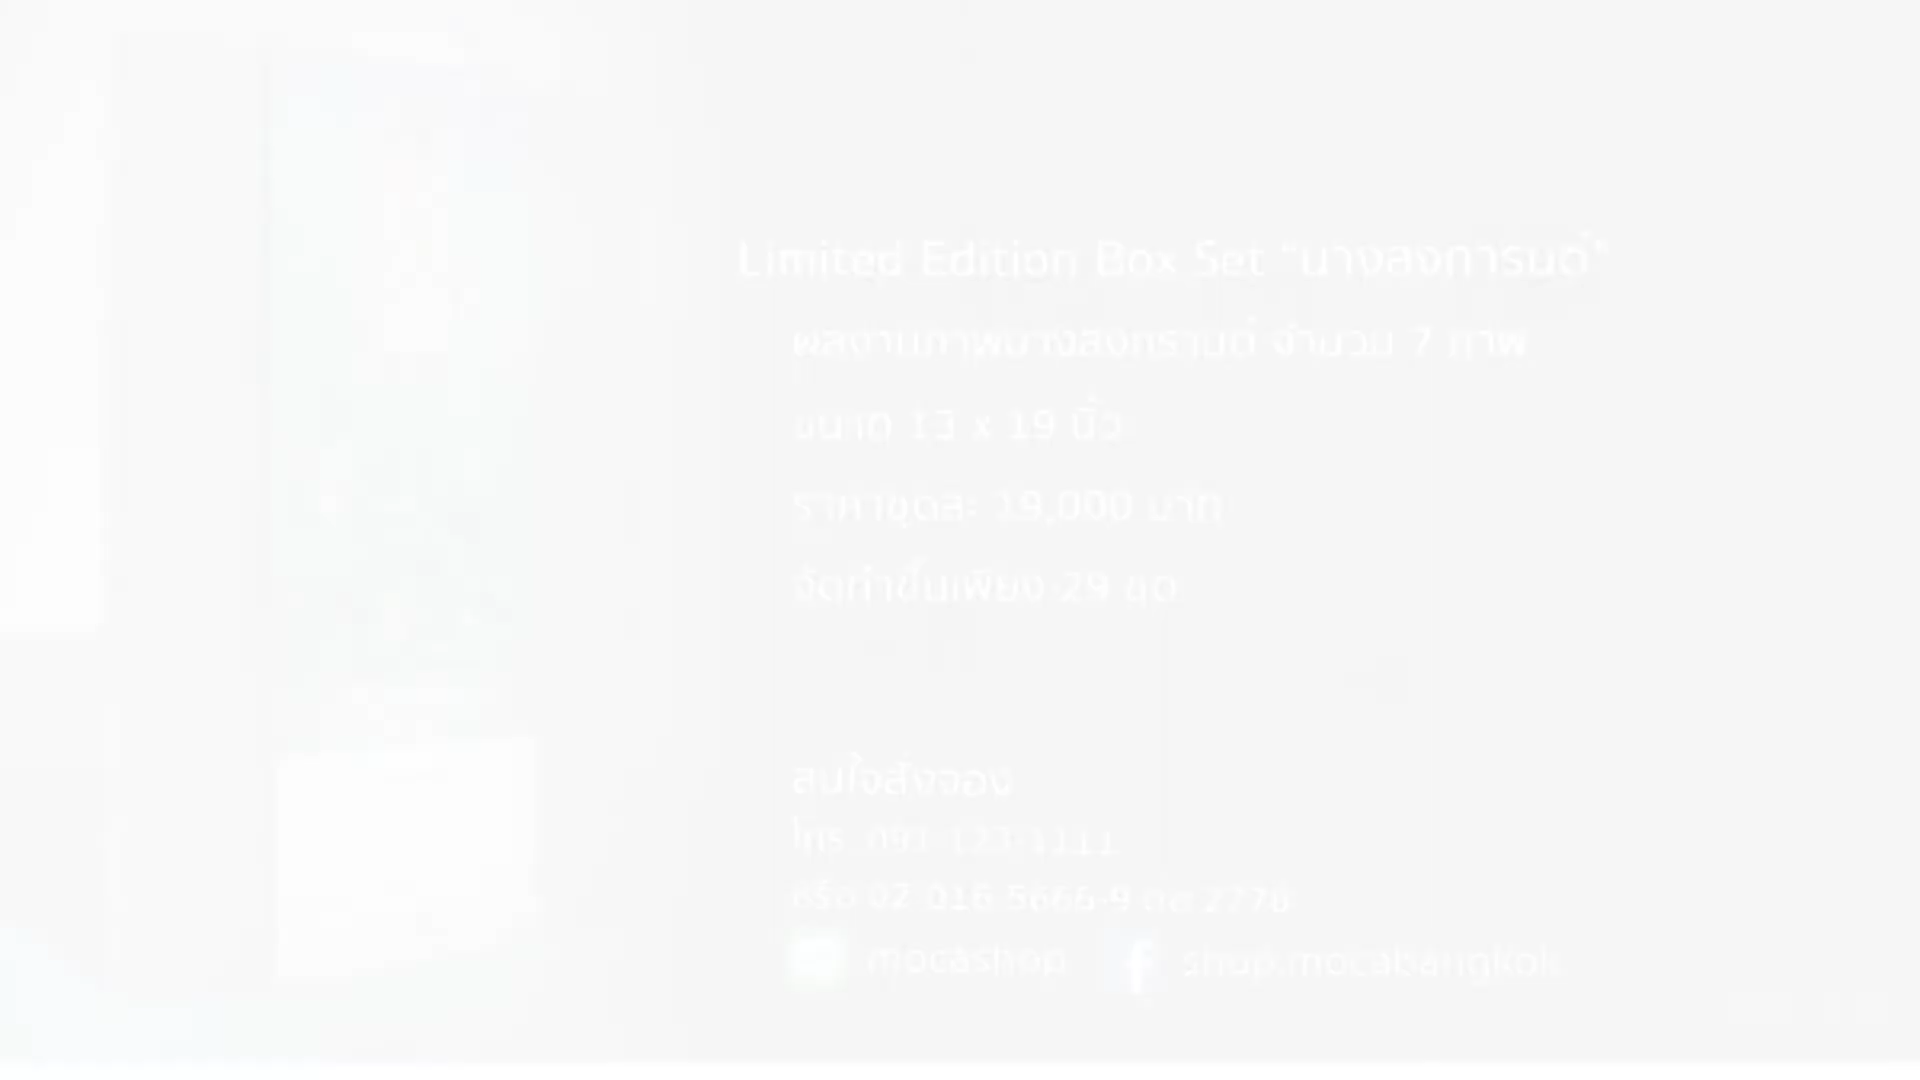 Limited Edition Box Set "นางสงกรานต์"
ผลงานภาพนางสงกรานต์ จำนวน 7 ภาพ
ขนาด 13 x 19 นิ้ว
ราคาชุดละ 19,000 บาท
จัดทำขึ้นเพียง 29 ชุด
สนใจสั่งจอง
โทร. 091-123-1111
หรือ 02 016 5666-9 ต่อ
mocashop
shop.mocabangkok